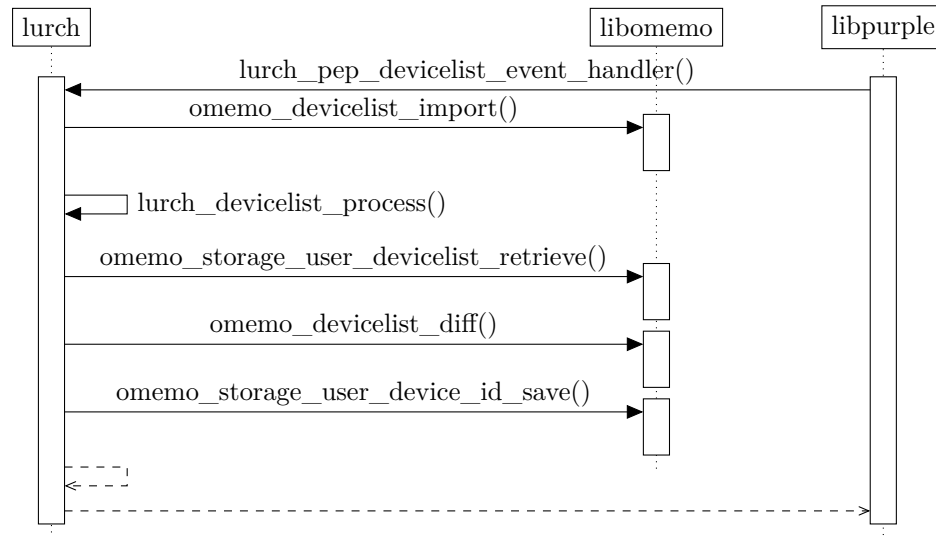 lurch
libomemo
libpurple
lurch_pep_devicelist_event_handler()
omemo_devicelist_import()
lurch_devicelist_process()
omemo_storage_user_devicelist_retrieve()
omemo_devicelist_diff()
omemo_storage_user_device_id_save()